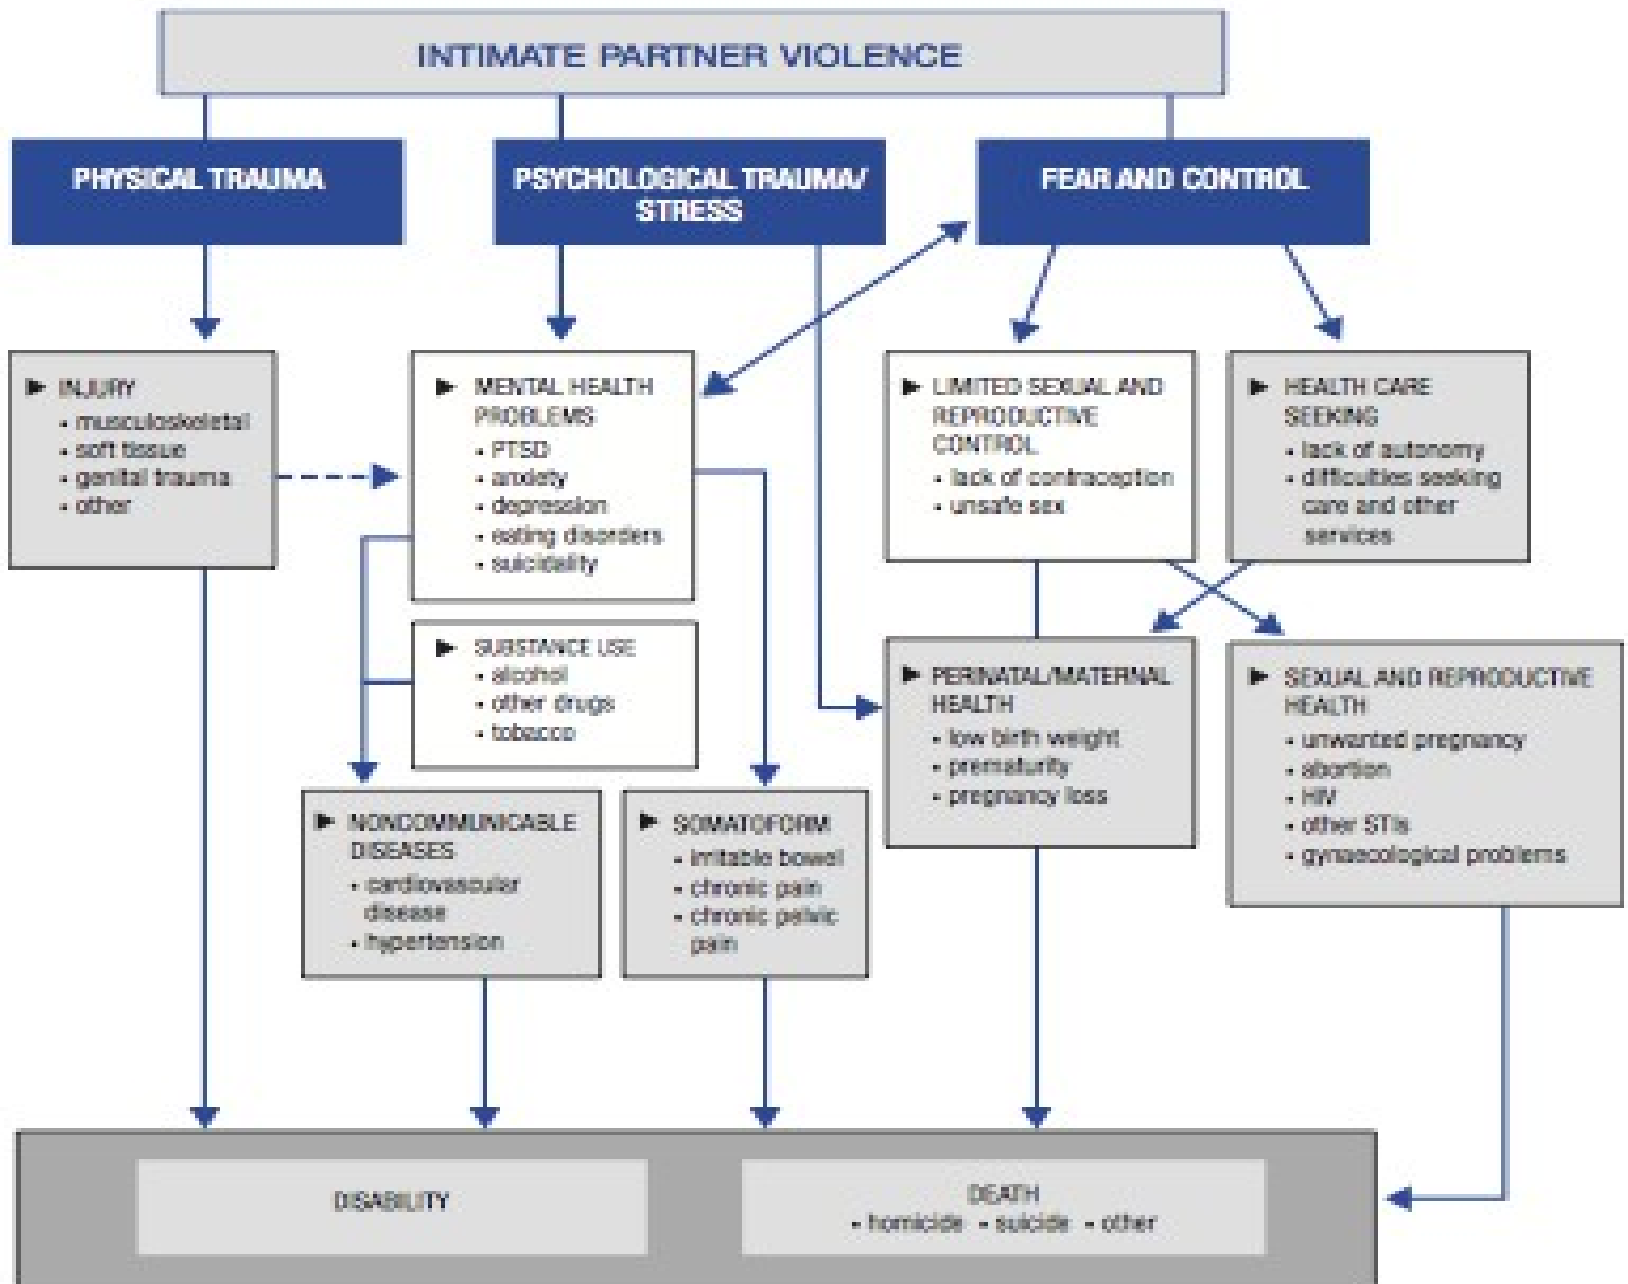 INTIMATE PARTNER VIOLENCE
PHYSICAL TRAUMA
PSYCHOLOGICAL TRAUMA/
STRESS
FEAR AND CONTROL
► INJURY
• musculoskeletal
• soft tissue
• genital trauma
• other
► MENTAL HEALTH
PROBLEMS
• PTSD
• anxiety
• depression
• eating disorders
• suicidality
► LIMITED SEXUAL AND
REPRODUCTIVE
CONTROL
• lack of contraception
• unsafe sex
► HEALTH CARE
SEEKING
• lack of autonomy
• difficulties seeking
care and other
services
► SUBSTANCE USE
• alcohol
• other drugs
• tobacco
► PERINATAL/MATERNAL
HEALTH
• low birth weight
• prematurity
• pregnancy loss
► SEXUAL AND REPRODUCTIVE
HEALTH
• unwanted pregnancy
• abortion
• HIV
• other STIs
• gynaecological problems
► NONCOMMUNICABLE
DISEASES
• cardiovascular
disease
• hypertension
► SOMATOFORM
• irritable bowel
• chronic pain
• chronic pelvic
pain
DISABILITY
DEATH
• homicide • suicide • other